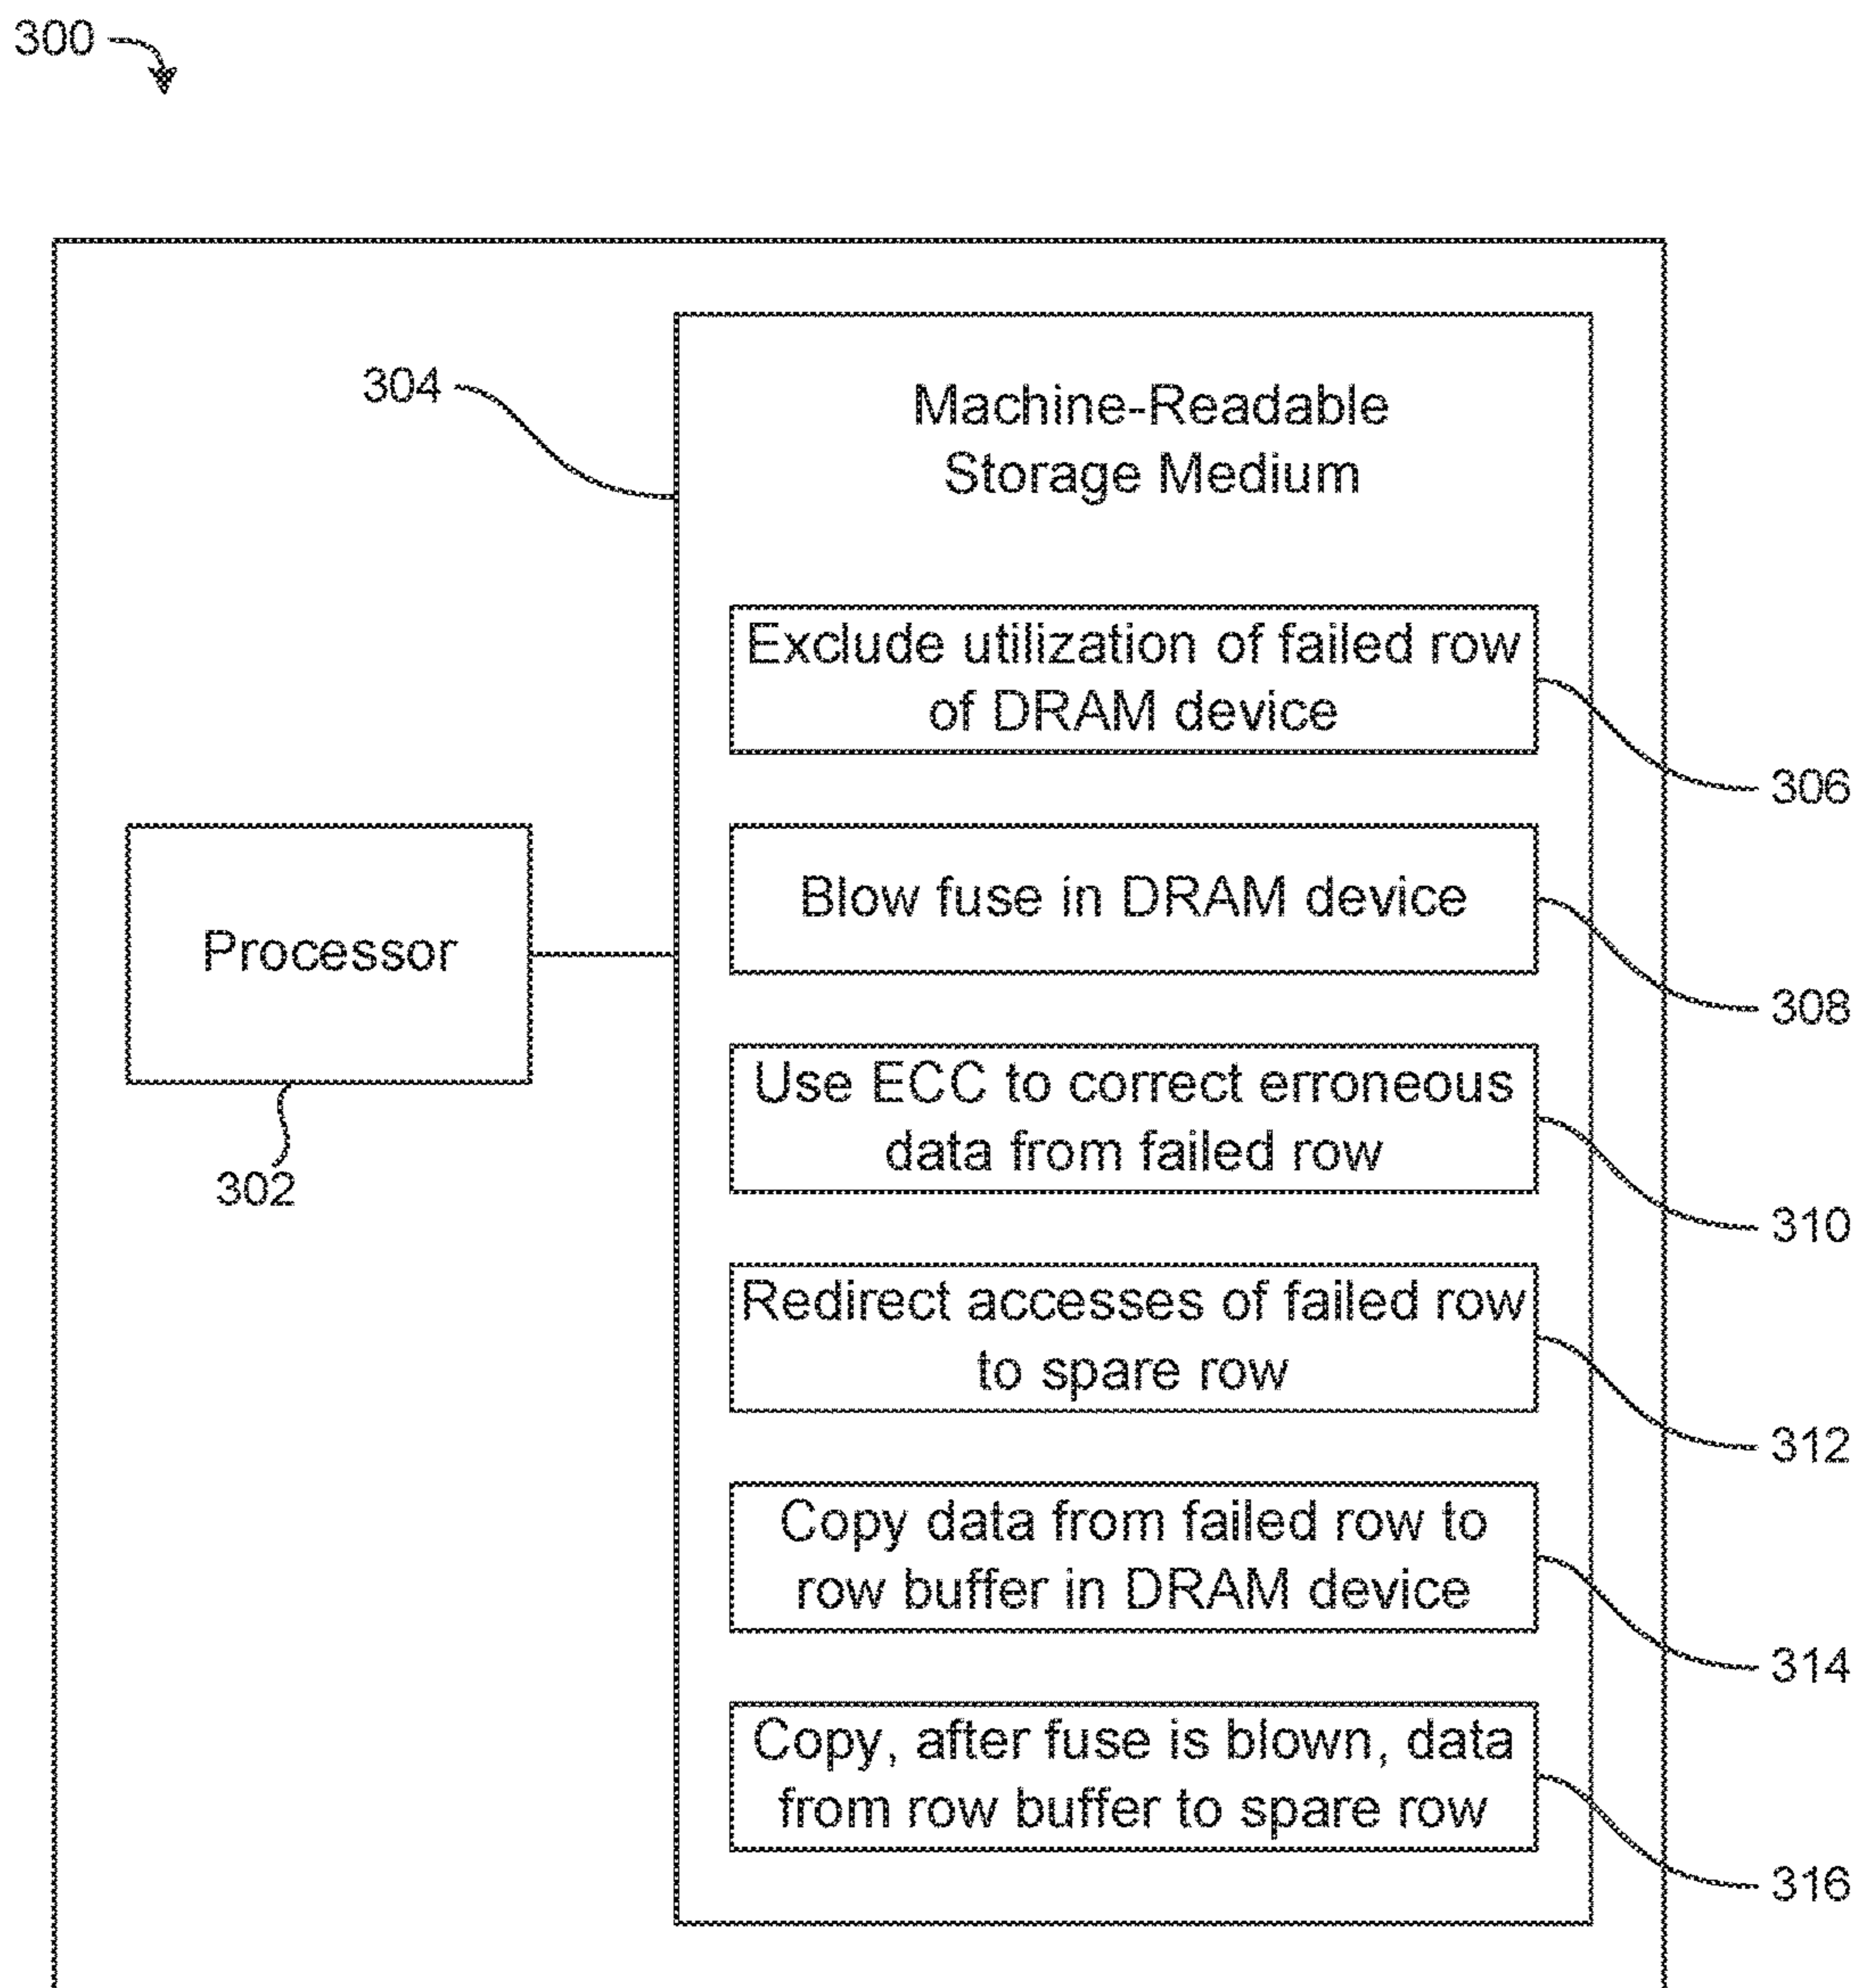 300
304
Machine-Readable
Storage Medium
Exclude utilization of failed row
of DRAM device
306
Blow fuse in DRAM device
308
Processor
302
Use ECC to correct erroneous
data from failed row
310
Redirect accesses of failed row
to spare row
312
Copy data from failed row to
row buffer in DRAM device
314
Copy, after fuse is blown, data
from row buffer to spare row
316